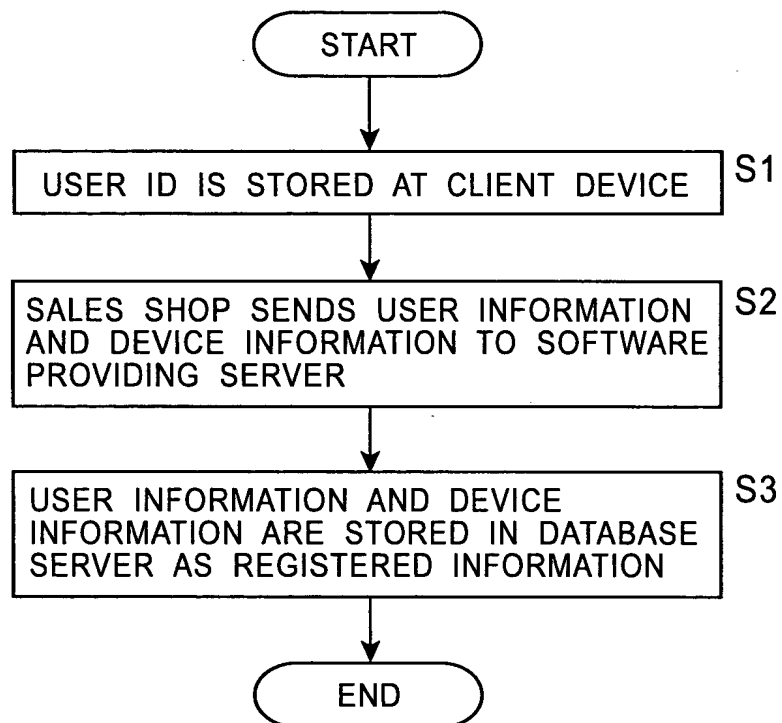 START
USER ID IS STORED AT CLIENT DEVICE
S1
SALES SHOP SENDS USER INFORMATION
AND DEVICE INFORMATION TO SOFTWARE
PROVIDING SERVER
S2
USER INFORMATION AND DEVICE
INFORMATION ARE STORED IN DATABASE
SERVER AS REGISTERED INFORMATION
S3
END